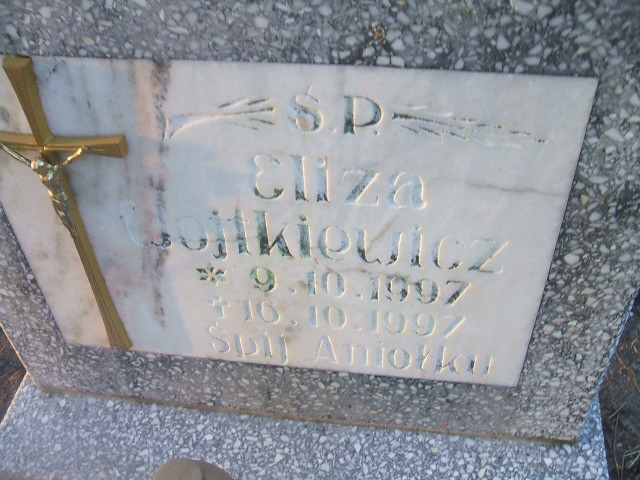 Ś.P.
Eliza
Wojtkiewicz
* 9.10.1997
† 16.10.1997
Śpij Aniołku